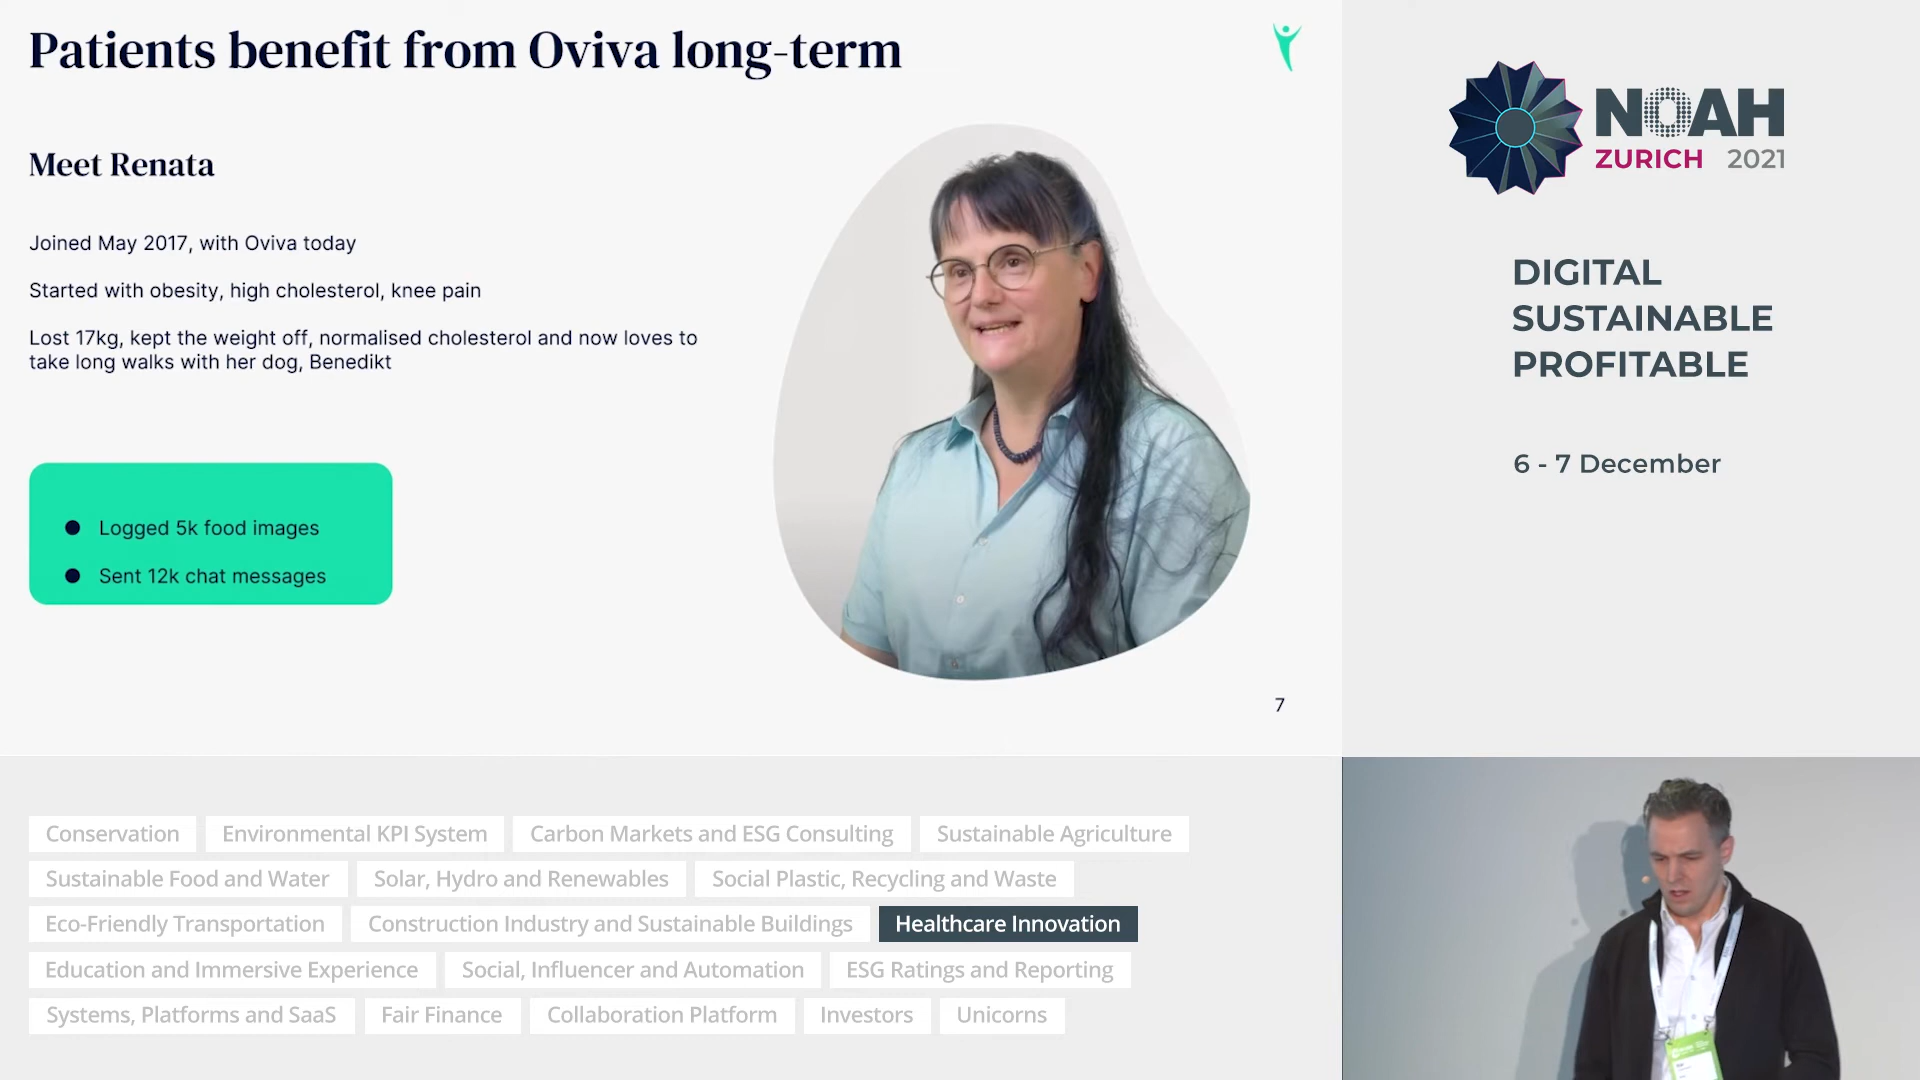 Patients benefit from Oviva long-term
Meet Renata
Joined May 2017, with Oviva today
Started with obesity, high cholesterol, knee pain
Lost 17kg, kept the weight off, normalised cholesterol and now loves to
take long walks with her dog, Benedikt
Logged 5k food images
Sent 12k chat messages
7
NOAH
ZURICH 2021
DIGITAL
SUSTAINABLE
PROFITABLE
6 - 7 December
Conservation
Environmental KPI System
Carbon Markets and ESG Consulting
Sustainable Agriculture
Sustainable Food and Water
Solar, Hydro and Renewables
Social Plastic, Recycling and Waste
Eco-Friendly Transportation
Construction Industry and Sustainable Buildings
Healthcare Innovation
Education and Immersive Experience
Social, Influencer and Automation
ESG Ratings and Reporting
Systems, Platforms and SaaS
Fair Finance
Collaboration Platform
Investors
Unicorns